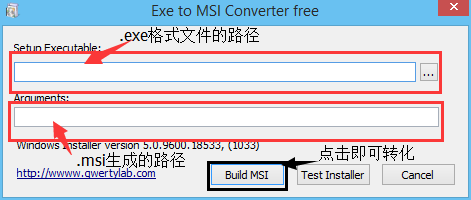 Exe to MSI Converter free
.exe格式文件的路径
Setup Executable:
...
Arguments:
.msi生成的路径
Windows Installer version 5.0.9600.18533, (1033)
点击即可转化
http://www.qwertylab.com
Build MSI
Test Installer
Cancel